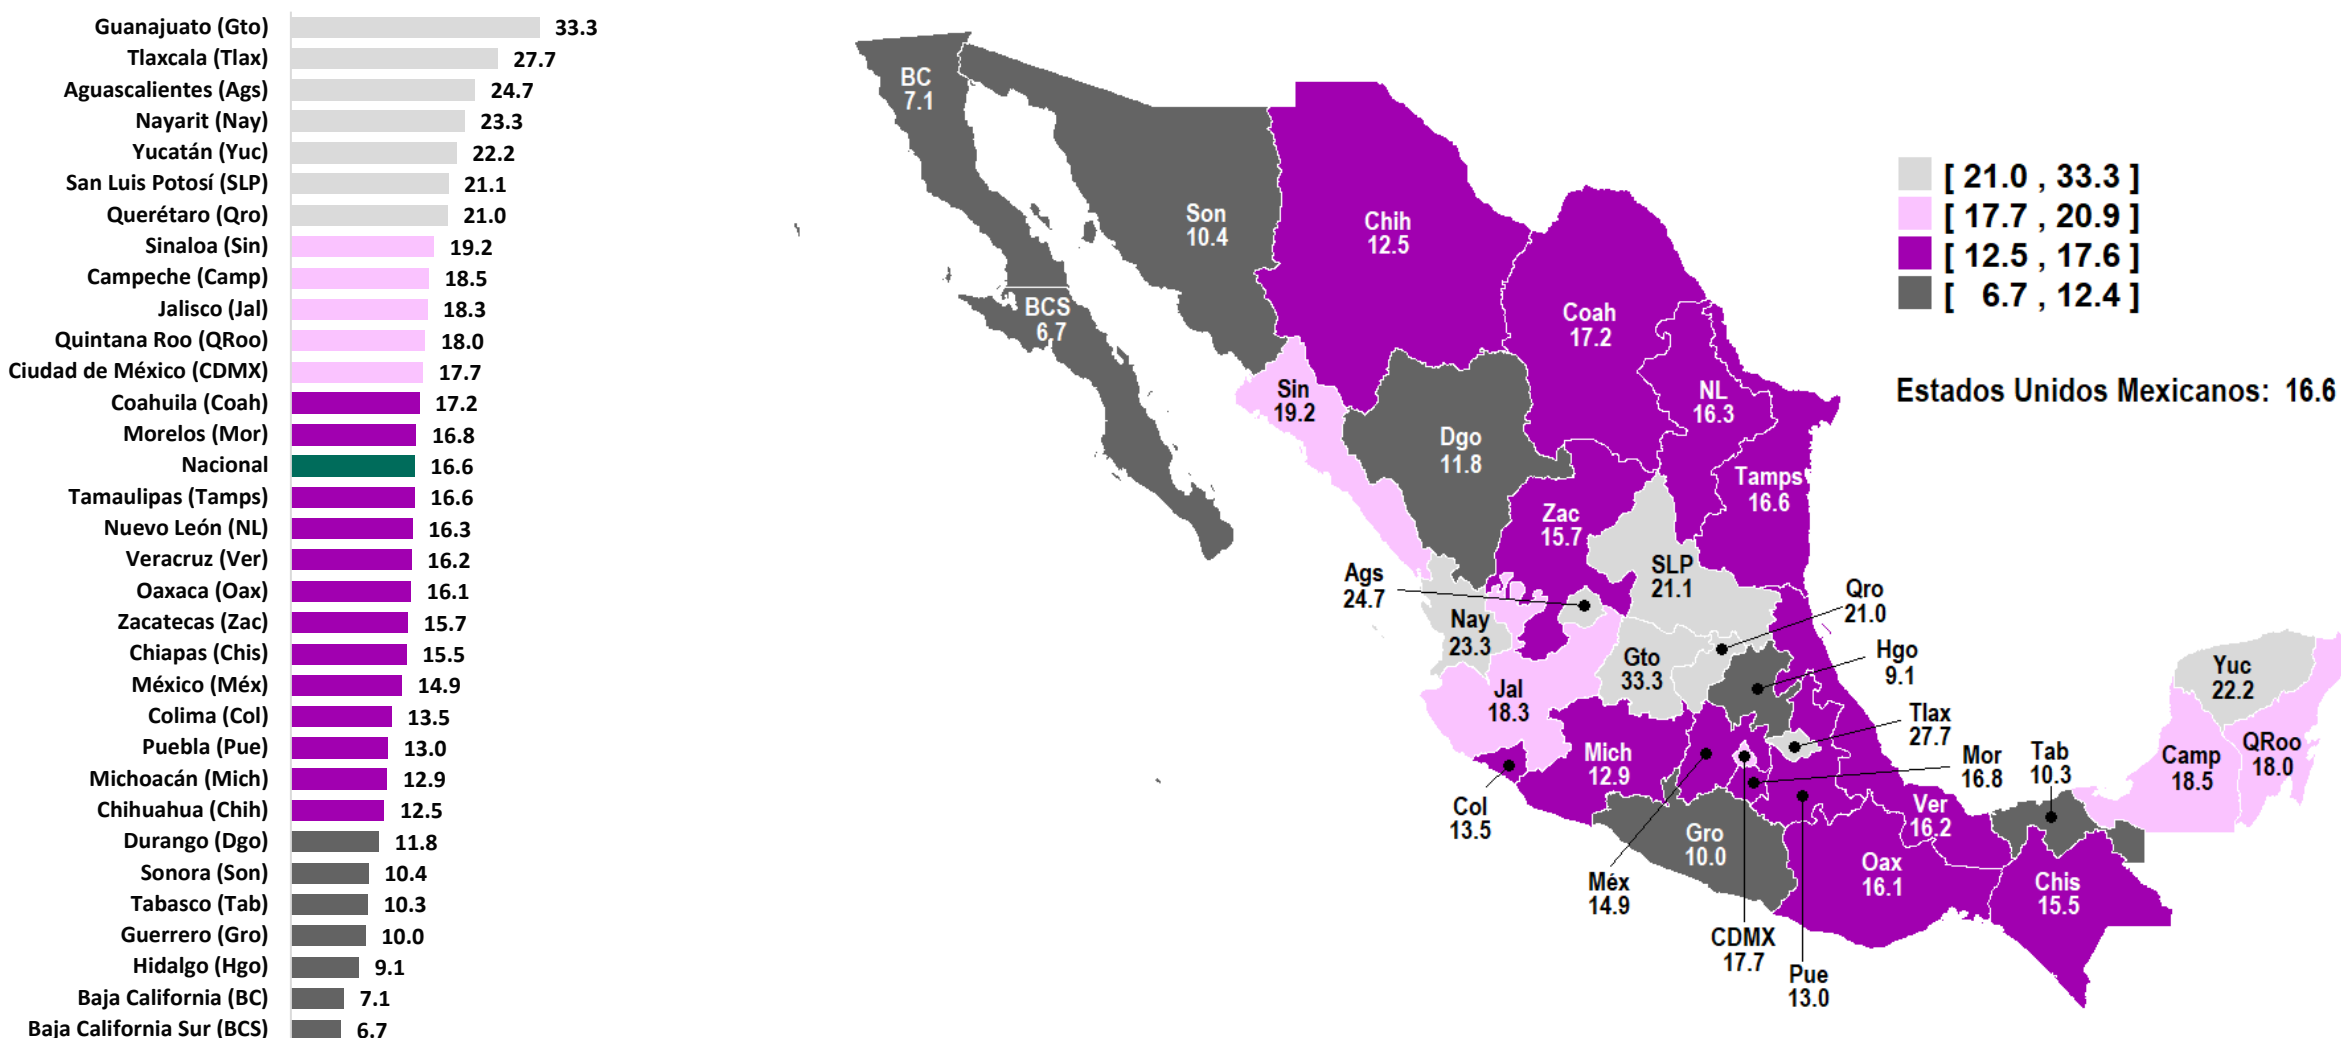 Guanajuato (Gto) 33.3
Tlaxcala (Tlax) 27.7
Aguascalientes (Ags) 24.7
Nayarit (Nay) 23.3
Yucatán (Yuc) 22.2
San Luis Potosí (SLP) 21.1
Querétaro (Qro) 21.0
Sinaloa (Sin) 19.2
Campeche (Camp) 18.5
Jalisco (Jal) 18.3
Quintana Roo (QRoo) 18.0
Ciudad de México (CDMX) 17.7
Coahuila (Coah) 17.2
Morelos (Mor) 16.8
Nacional 16.6
Tamaulipas (Tamps) 16.6
Nuevo León (NL) 16.3
Veracruz (Ver) 16.2
Oaxaca (Oax) 16.1
Zacatecas (Zac) 15.7
Chiapas (Chis) 15.5
México (Méx) 14.9
Colima (Col) 13.5
Puebla (Pue) 13.0
Michoacán (Mich) 12.9
Chihuahua (Chih) 12.5
Durango (Dgo) 11.8
Sonora (Son) 10.4
Tabasco (Tab) 10.3
Guerrero (Gro) 10.0
Hidalgo (Hgo) 9.1
Baja California (BC) 7.1
Baja California Sur (BCS) 6.7
BC
7.1
Son
10.4
Chih
12.5
BCS
6.7
Coah
17.2
Sin
19.2
NL
16.3
Dgo
11.8
Tamps
16.6
Zac
15.7
SLP
21.1
Ags
24.7
Nay
23.3
Qro
21.0
Gto
33.3
Hgo
9.1
Jal
18.3
Tlax
27.7
Yuc
22.2
Mich
12.9
Mor
16.8
Tab
10.3
Camp
18.5
QRoo
18.0
Col
13.5
Ver
16.2
Gro
10.0
Oax
16.1
Méx
14.9
Chis
15.5
CDMX
17.7
Pue
13.0
[ 21.0 , 33.3 ]
[ 17.7 , 20.9 ]
[ 12.5 , 17.6 ]
[ 6.7 , 12.4 ]
Estados Unidos Mexicanos: 16.6